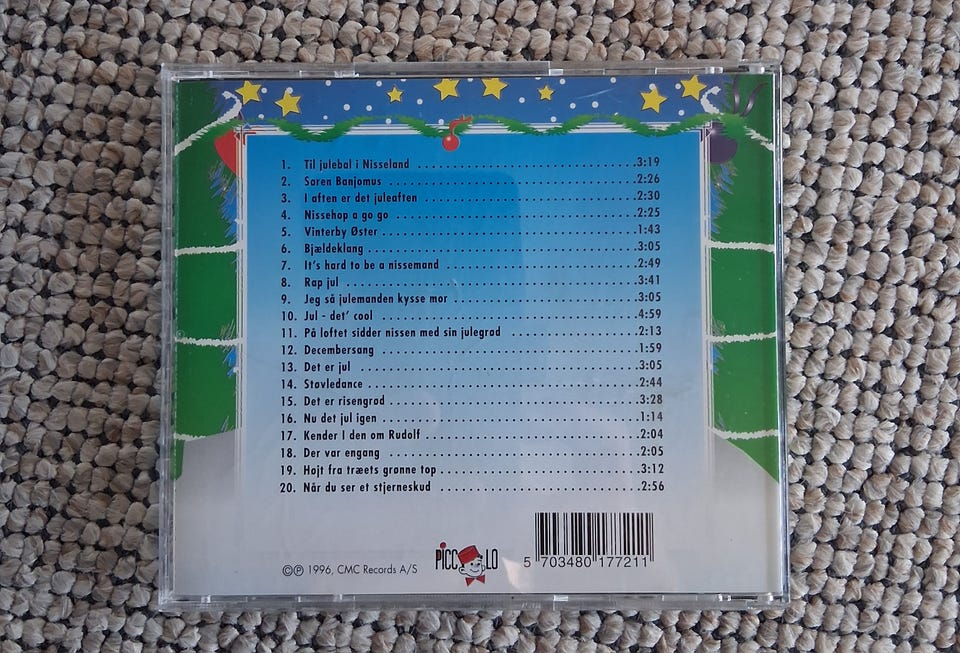 1. Til julebal i Nisseland ........................................ 3:19
2. Søren Banjomus ........................................ 2:26
3. I aften er det juleaften ........................................ 2:30
4. Nissehop a go go ........................................ 2:25
5. Vinterby Øster ........................................ 1:43
6. Bjældeklang ........................................ 3:05
7. It's hard to be a nissemand ........................................ 2:49
8. Rap jul ........................................ 3:41
9. Jeg så julemanden kysse mor ........................................ 3:05
10. Jul - det' cool ........................................ 4:59
11. På loftet sidder nissen med sin julegrød ........................................ 2:13
12. Decembersang ........................................ 1:59
13. Det er jul ........................................ 3:05
14. Støvledance ........................................ 2:44
15. Det er risengrød ........................................ 3:28
16. Nu det jul igen ........................................ 1:14
17. Kender I den om Rudolf ........................................ 2:04
18. Der var engang ........................................ 2:05
19. Højt fra træets grønne top ........................................ 3:12
20. Når du ser et stjerneskud ........................................ 2:56
©℗ 1996, CMC Records A/S
PICCOLO
5 703480 177211